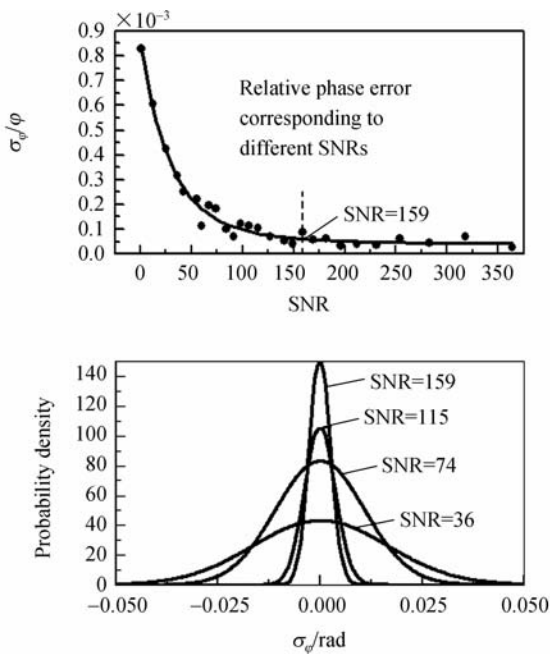 ×10⁻³
0.9
0.8
0.7
0.6
0.5
0.4
0.3
0.2
0.1
0.0
σφ/φ
Relative phase error
corresponding to
different SNRs
SNR=159
0 50 100 150 200 250 300 350
SNR
140
120
100
80
60
40
20
0
Probability density
SNR=159
SNR=115
SNR=74
SNR=36
−0.050 −0.025 0.000 0.025 0.050
σφ/rad